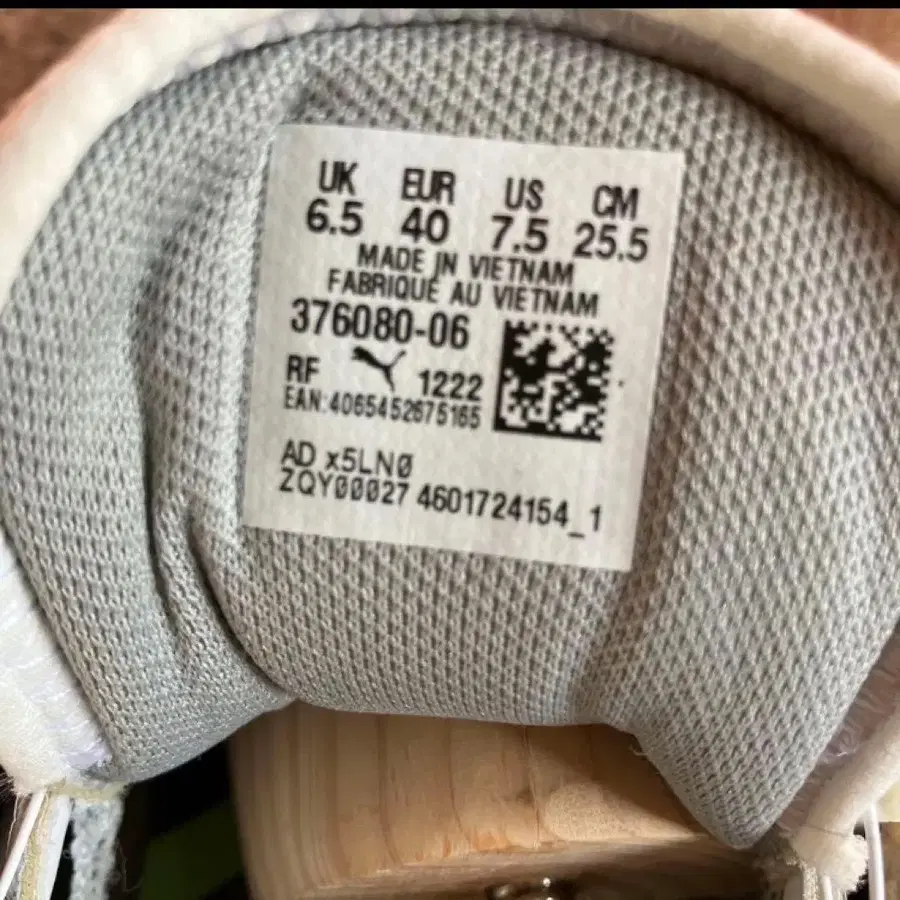 UK EUR US CM
6.5 40 7.5 25.5
MADE IN VIETNAM
FABRIQUÉ AU VIETNAM
376080-06
RF 1222
EAN:4065452675165
AD x5LN0
ZQY00027 4601724154_1